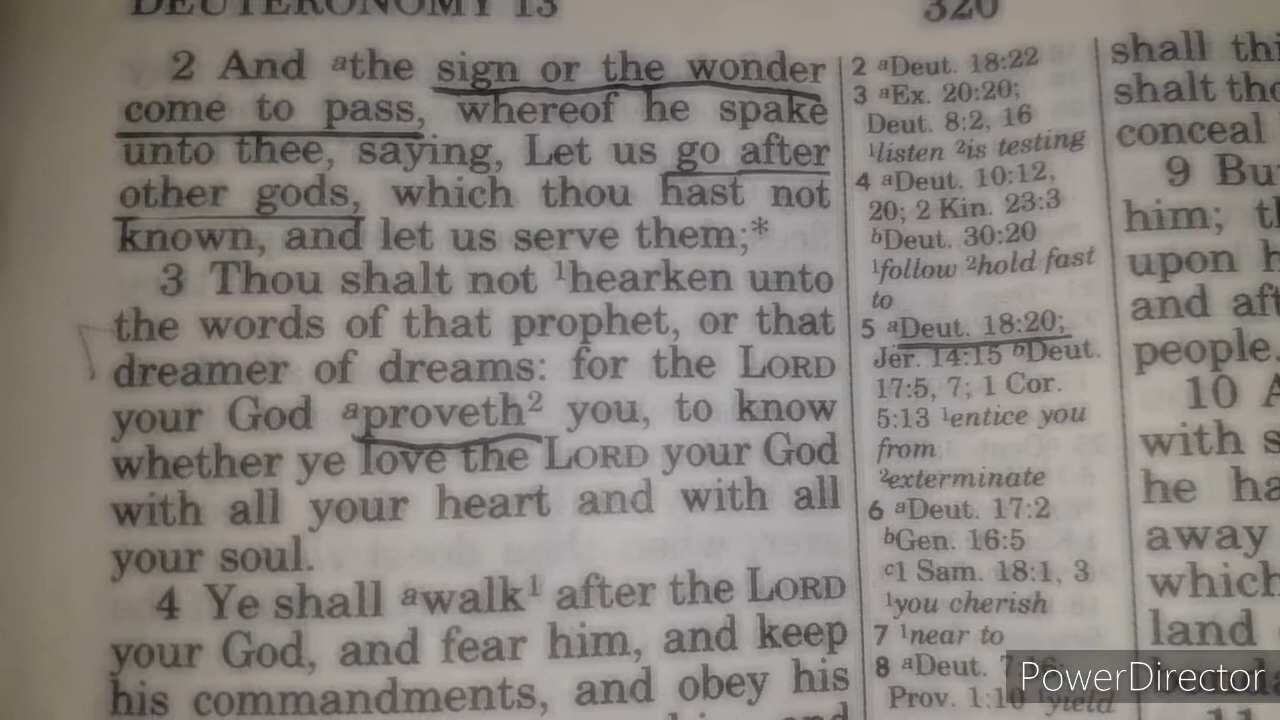 DEUTERONOMY 13
320
2 And ᵃthe sign or the wonder
come to pass, whereof he spake
unto thee, saying, Let us go after
other gods, which thou hast not
known, and let us serve them;*
3 Thou shalt not ¹hearken unto
the words of that prophet, or that
dreamer of dreams: for the LORD
your God ᵃproveth² you, to know
whether ye love the LORD your God
with all your heart and with all
your soul.
4 Ye shall ᵃwalk¹ after the LORD
your God, and fear him, and keep
his commandments, and obey his
2 ᵃDeut. 18:22
3 ᵃEx. 20:20;
Deut. 8:2, 16
¹listen ²is testing
4 ᵃDeut. 10:12,
20; 2 Kin. 23:3
ᵇDeut. 30:20
¹follow ²hold fast
to
5 ᵃDeut. 18:20;
Jer. 14:15 ᵇDeut.
17:5, 7; 1 Cor.
5:13 ¹entice you
from
²exterminate
6 ᵃDeut. 17:2
ᵇGen. 16:5
ᶜ1 Sam. 18:1, 3
¹you cherish
7 ¹near to
8 ᵃDeut. 7:16;
Prov. 1:10 ¹yield
shall
shalt
conceal
9
him;
upon
and
people.
10
with
he
away
which
land
PowerDirector